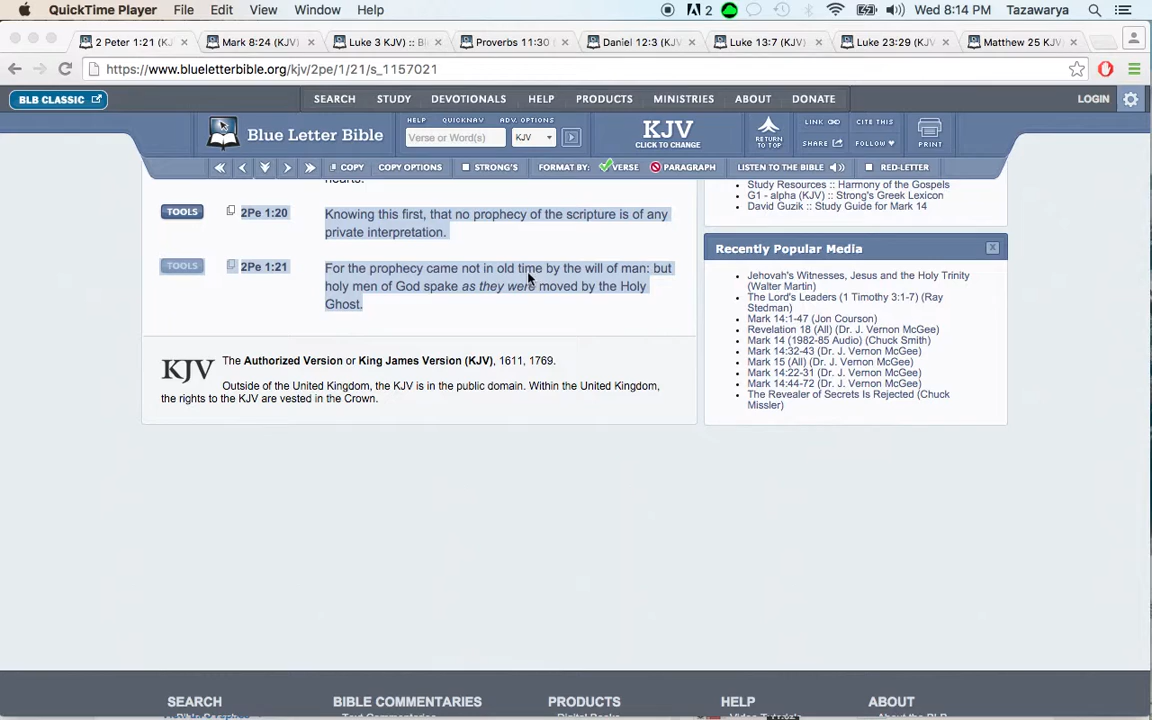 QuickTime Player File Edit View Window Help 2 Wed 8:14 PM Tazawarya
2 Peter 1:21 (KJV) : Mark 8:24 (KJV) : Luke 3 KJV) :: B Proverbs 11:30 Daniel 12:3 (KJV) : Luke 13:7 (KJV) : Luke 23:29 (KJV) : Matthew 25 KJV)
https://www.blueletterbible.org/kjv/2pe/1/21/s_1157021
BLB CLASSIC SEARCH STUDY DEVOTIONALS HELP PRODUCTS MINISTRIES ABOUT DONATE LOGIN
HELP QUICKNAV ADV. OPTIONS
Blue Letter Bible Verse or Word(s) KJV
KJV
CLICK TO CHANGE
RETURN
TO TOP
LINK CITE THIS
SHARE FOLLOW
PRINT
COPY COPY OPTIONS STRONG'S FORMAT BY: VERSE PARAGRAPH LISTEN TO THE BIBLE RED-LETTER
hearts.
TOOLS 2Pe 1:20 Knowing this first, that no prophecy of the scripture is of any
private interpretation.
TOOLS 2Pe 1:21 For the prophecy came not in old time by the will of man: but
holy men of God spake as they were moved by the Holy
Ghost.
KJV The Authorized Version or King James Version (KJV), 1611, 1769.
Outside of the United Kingdom, the KJV is in the public domain. Within the United Kingdom,
the rights to the KJV are vested in the Crown.
Study Resources :: Harmony of the Gospels
G1 - alpha (KJV) :: Strong's Greek Lexicon
David Guzik :: Study Guide for Mark 14
Recently Popular Media
Jehovah's Witnesses, Jesus and the Holy Trinity
(Walter Martin)
The Lord's Leaders (1 Timothy 3:1-7) (Ray
Stedman)
Mark 14:1-47 (Jon Courson)
Revelation 18 (All) (Dr. J. Vernon McGee)
Mark 14 (1982-85 Audio) (Chuck Smith)
Mark 14:32-43 (Dr. J. Vernon McGee)
Mark 15 (All) (Dr. J. Vernon McGee)
Mark 14:22-31 (Dr. J. Vernon McGee)
Mark 14:44-72 (Dr. J. Vernon McGee)
The Revealer of Secrets Is Rejected (Chuck
Missler)
SEARCH BIBLE COMMENTARIES PRODUCTS HELP ABOUT